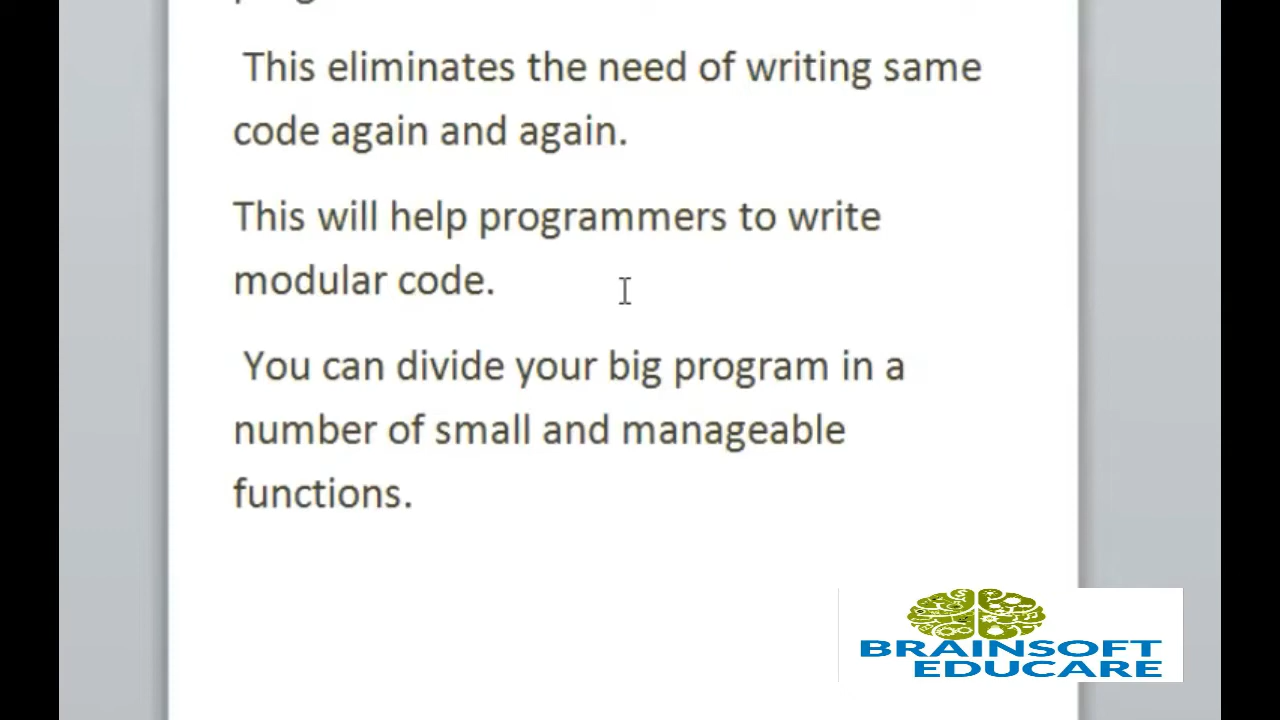 This eliminates the need of writing same
code again and again.
This will help programmers to write
modular code.
You can divide your big program in a
number of small and manageable
functions.
BRAINSOFT
EDUCARE